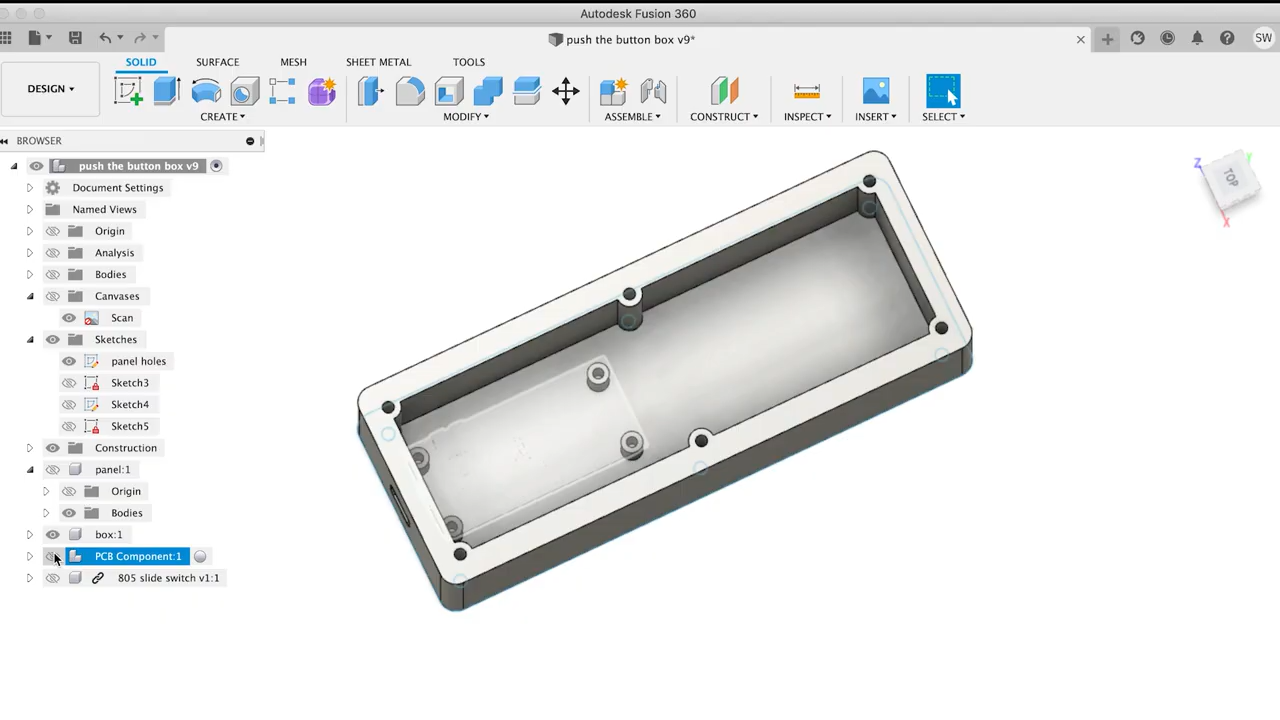 Autodesk Fusion 360
push the button box v9*
SW
DESIGN
SOLID
SURFACE
MESH
SHEET METAL
TOOLS
CREATE
MODIFY
ASSEMBLE
CONSTRUCT
INSPECT
INSERT
SELECT
BROWSER
push the button box v9
Document Settings
Named Views
Origin
Analysis
Bodies
Canvases
Scan
Sketches
panel holes
Sketch3
Sketch4
Sketch5
Construction
panel:1
Origin
Bodies
box:1
PCB Component:1
805 slide switch v1:1
TOP
Z
Y
X